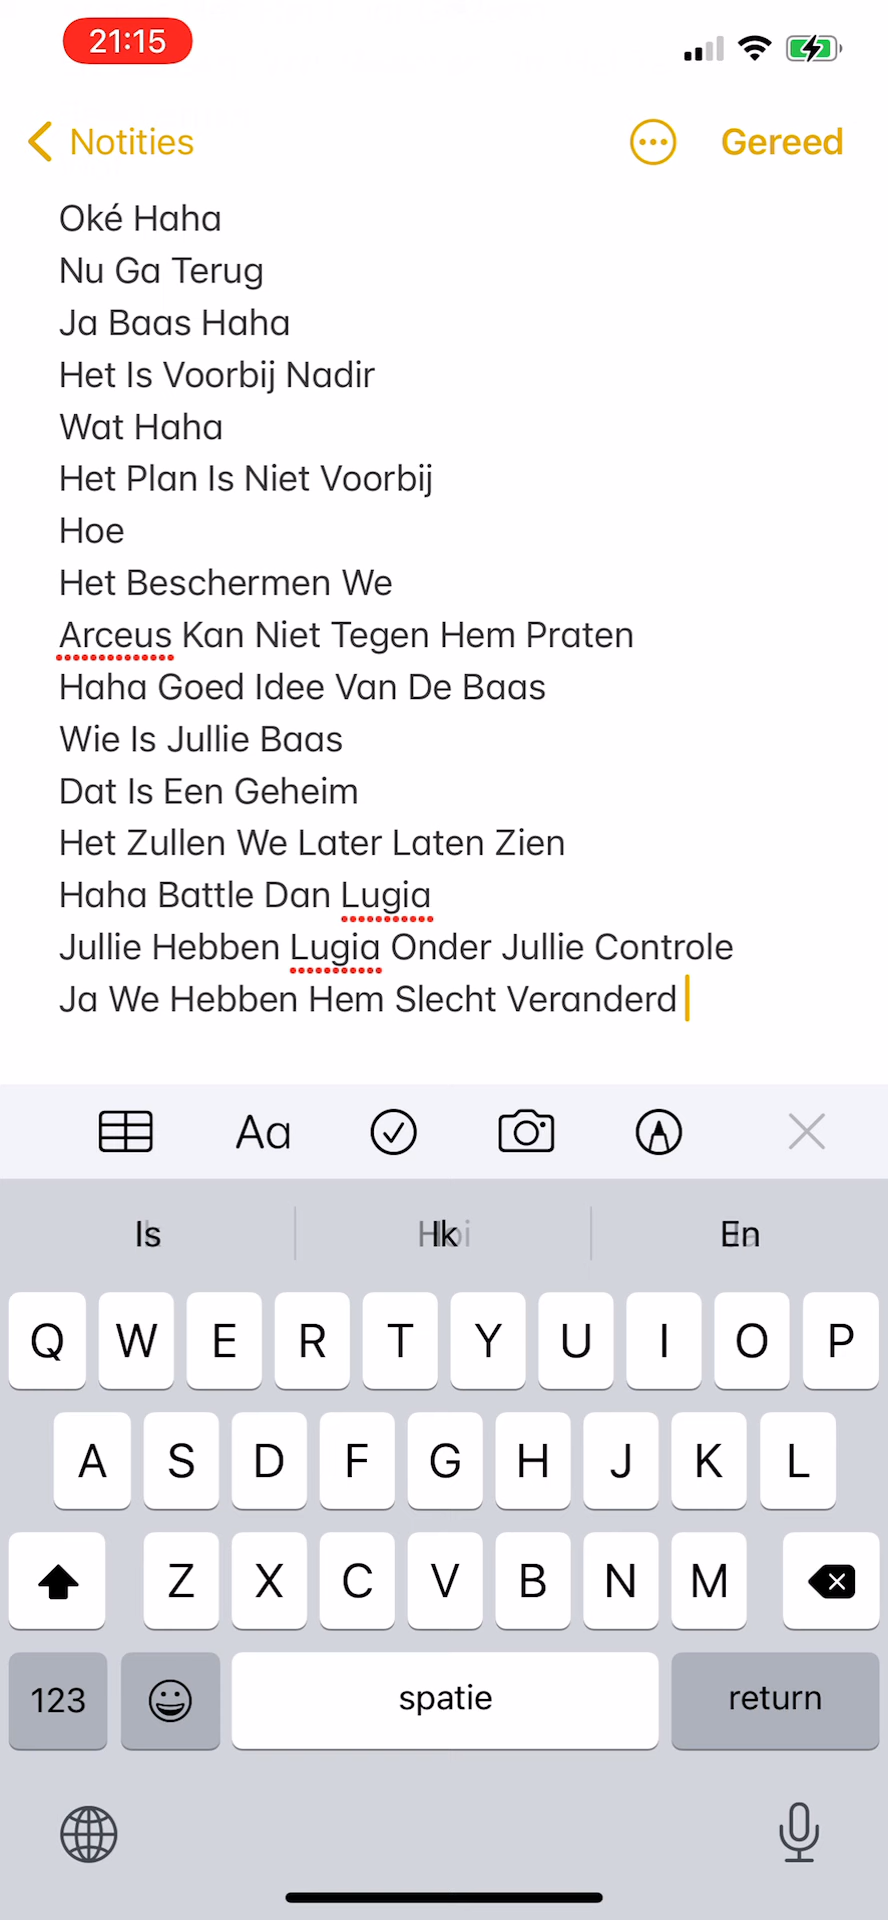 21:15
Notities
Gereed
Oké Haha
Nu Ga Terug
Ja Baas Haha
Het Is Voorbij Nadir
Wat Haha
Het Plan Is Niet Voorbij
Hoe
Het Beschermen We
Arceus Kan Niet Tegen Hem Praten
Haha Goed Idee Van De Baas
Wie Is Jullie Baas
Dat Is Een Geheim
Het Zullen We Later Laten Zien
Haha Battle Dan Lugia
Jullie Hebben Lugia Onder Jullie Controle
Ja We Hebben Hem Slecht Veranderd
Aa
Is
En
Q W E R T Y U I O P
A S D F G H J K L
Z X C V B N M
123 spatie return